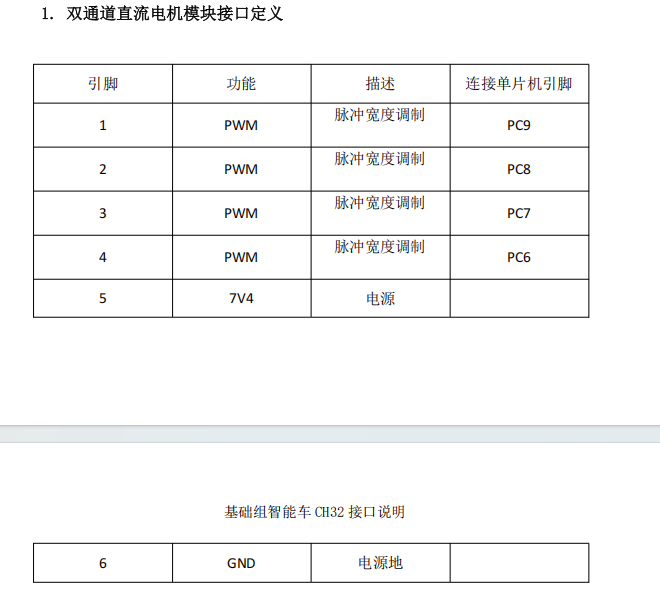 1. 双通道直流电机模块接口定义
引脚 功能 描述 连接单片机引脚
1 PWM 脉冲宽度调制 PC9
2 PWM 脉冲宽度调制 PC8
3 PWM 脉冲宽度调制 PC7
4 PWM 脉冲宽度调制 PC6
5 7V4 电源
基础组智能车 CH32 接口说明
6 GND 电源地